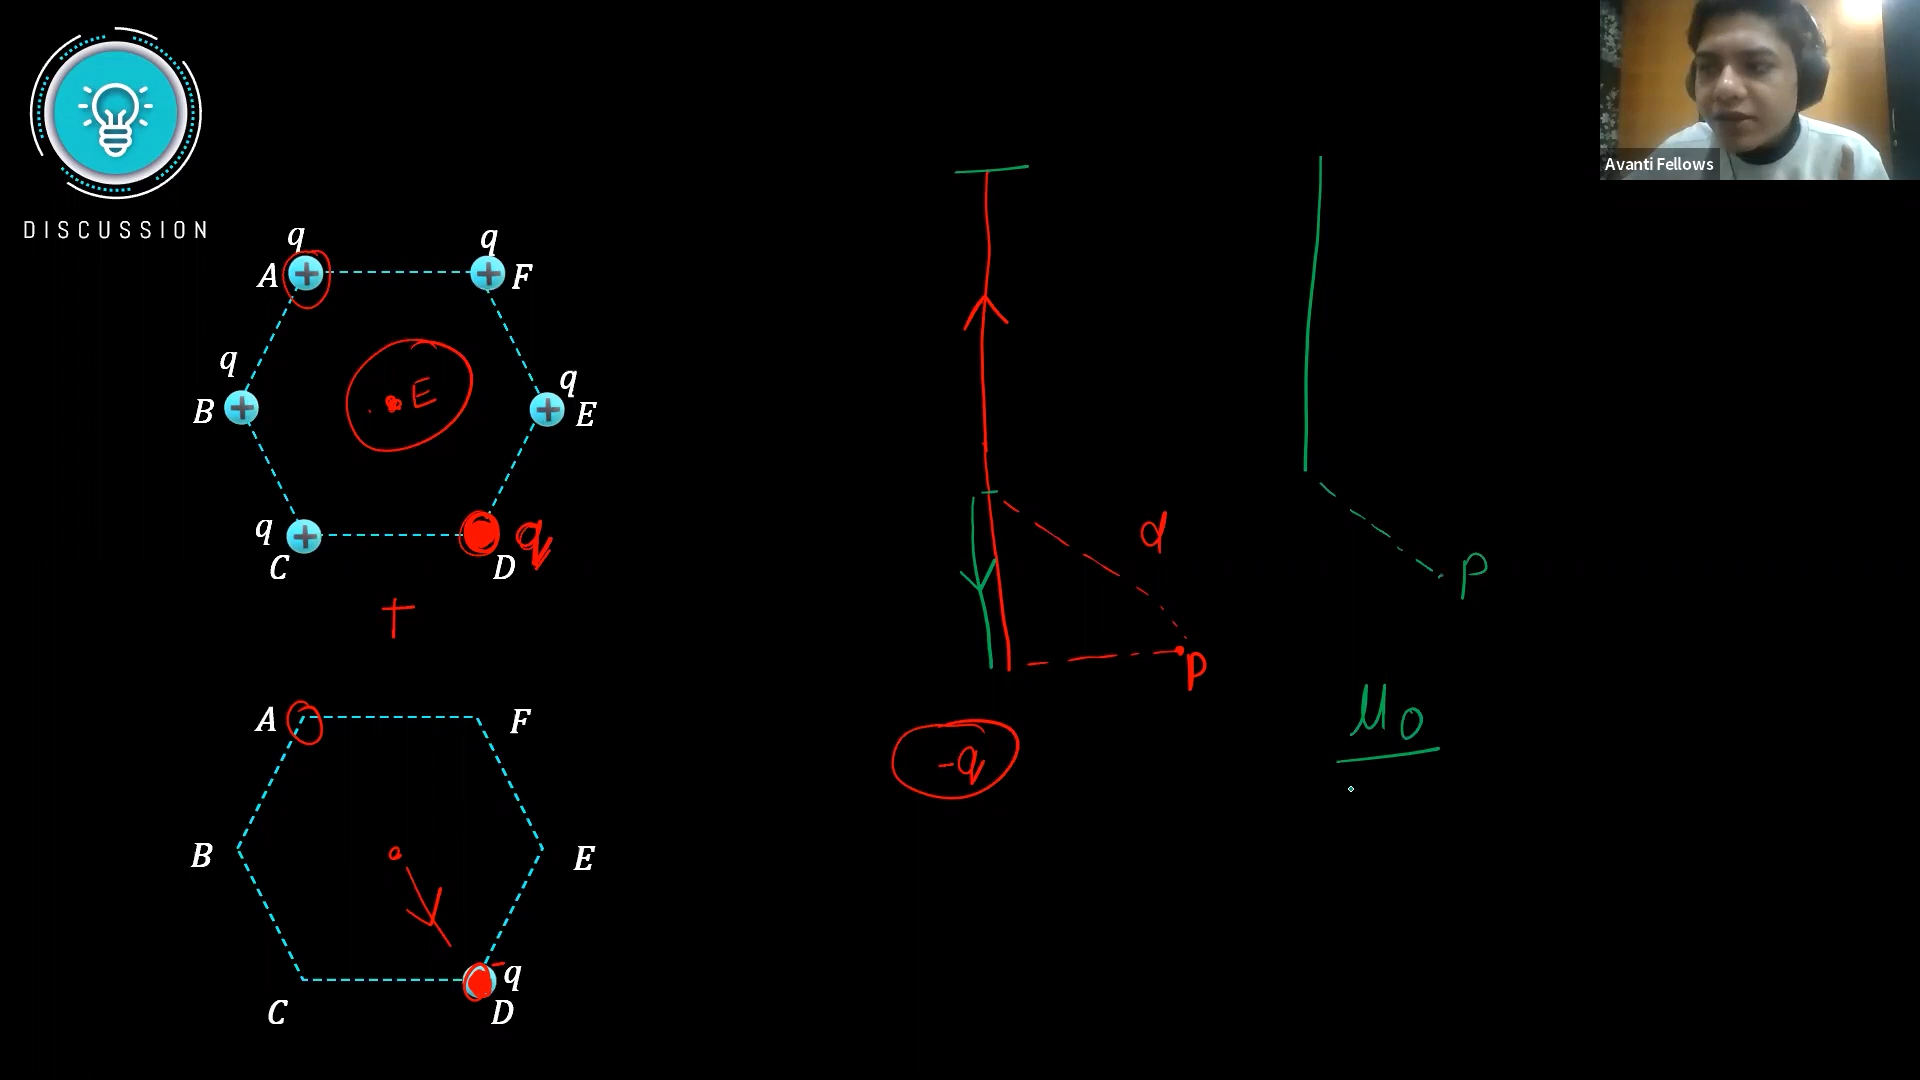 DISCUSSION
q
q
A
F
. E
q
q
B
E
q
q
C
D
+
A
F
B
E
C
-q
D
d
P
-q
P
μ0
Avanti Fellows